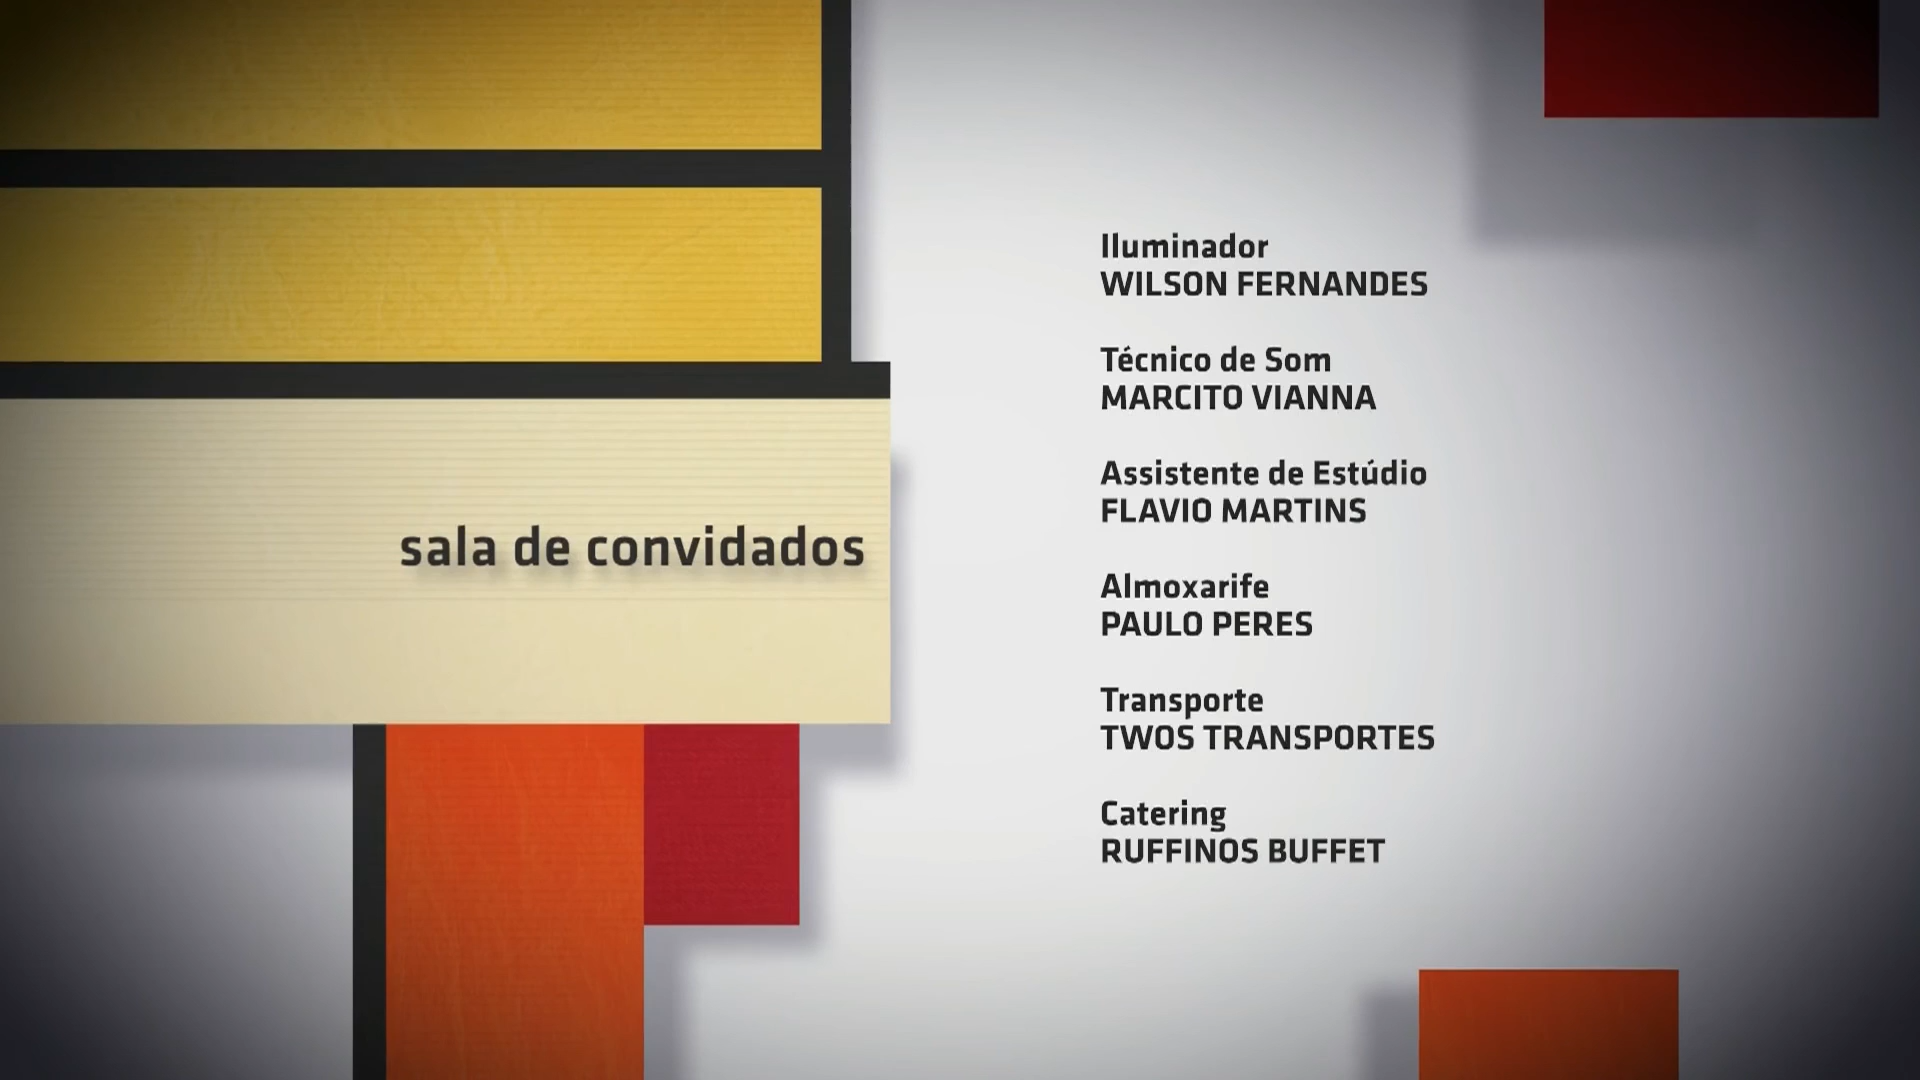 sala de convidados
Iluminador
WILSON FERNANDES
Técnico de Som
MARCITO VIANNA
Assistente de Estúdio
FLAVIO MARTINS
Almoxarife
PAULO PERES
Transporte
TWOS TRANSPORTES
Catering
RUFFINOS BUFFET